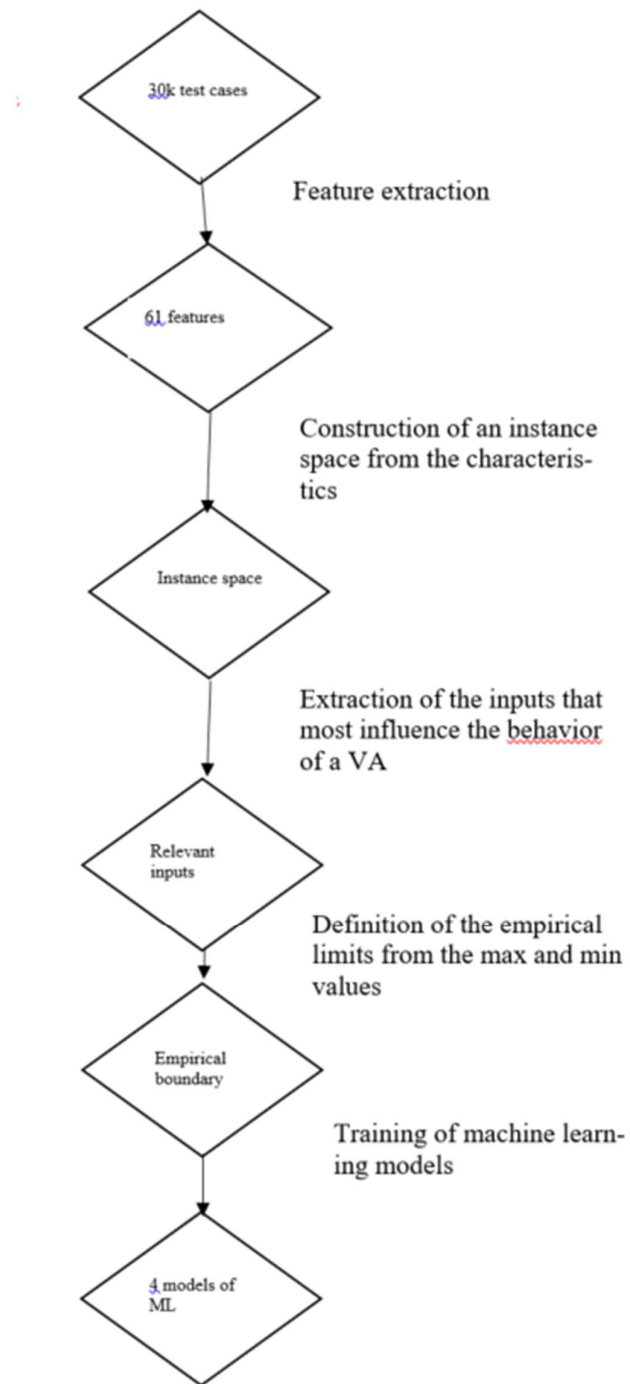 30k test cases
Feature extraction
61 features
Construction of an instance
space from the characteris-
tics
Instance space
Extraction of the inputs that
most influence the behavior
of a VA
Relevant
inputs
Definition of the empirical
limits from the max and min
values
Empirical
boundary
Training of machine learn-
ing models
4 models of
ML